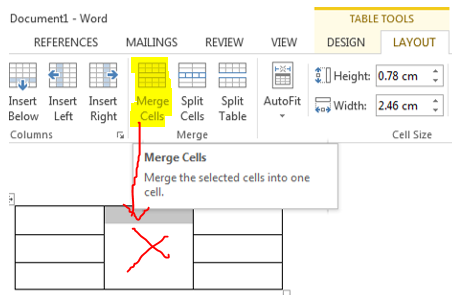 Document1 - Word
TABLE TOOLS
REFERENCES MAILINGS REVIEW VIEW DESIGN LAYOUT
Insert Below
Insert Left
Insert Right
Merge Cells
Split Cells
Split Table
AutoFit
Height: 0.78 cm
Width: 2.46 cm
Columns
Merge
Cell Size
Merge Cells
Merge the selected cells into one
cell.